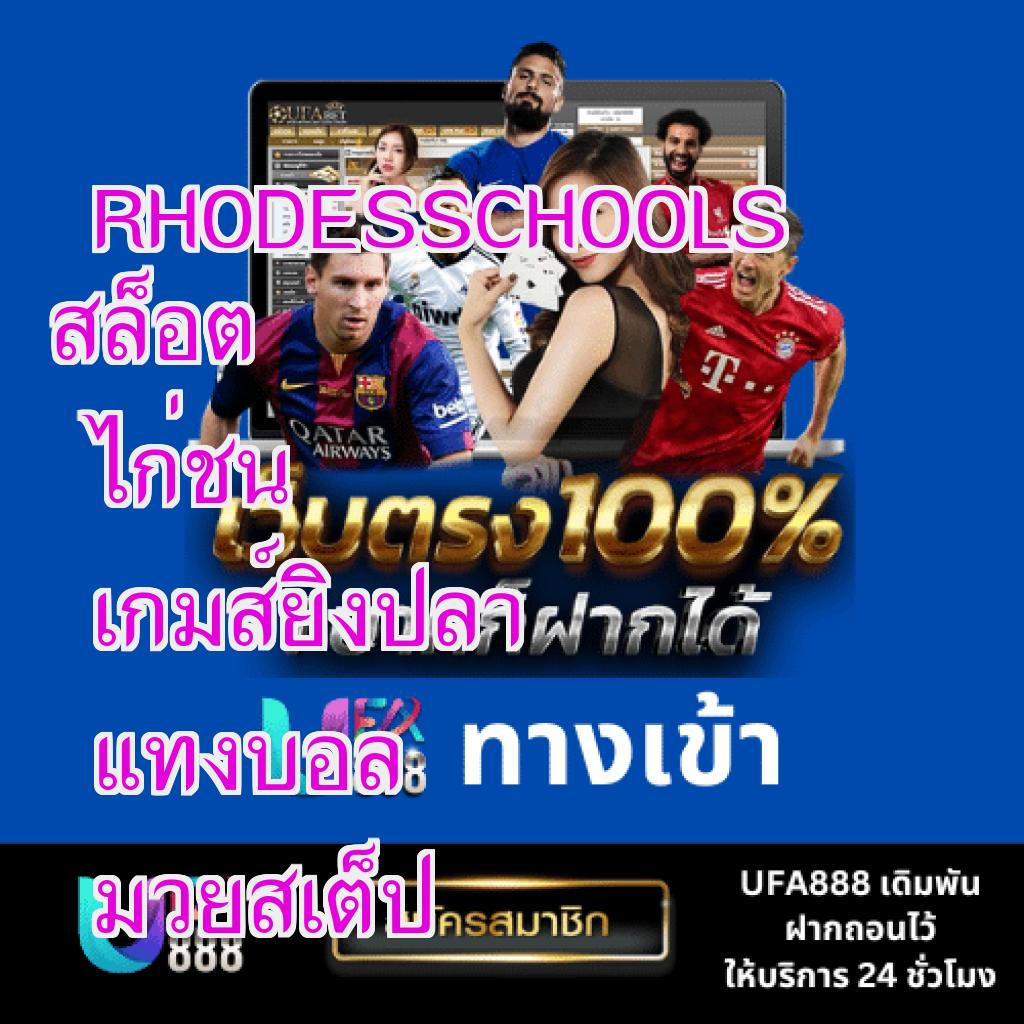 UFABET
RHODESSCHOOLS
สล็อต
QATAR
AIRWAYS
ไก่ชน
เว็บตรง100%
เกมส์ยิงปลา
ก็ฝากได้
แทงบอล
ทางเข้า
มวยสเต็ป
888
UFA888 เดิมพัน
ฝากถอนไว้
ให้บริการ 24 ชั่วโมง